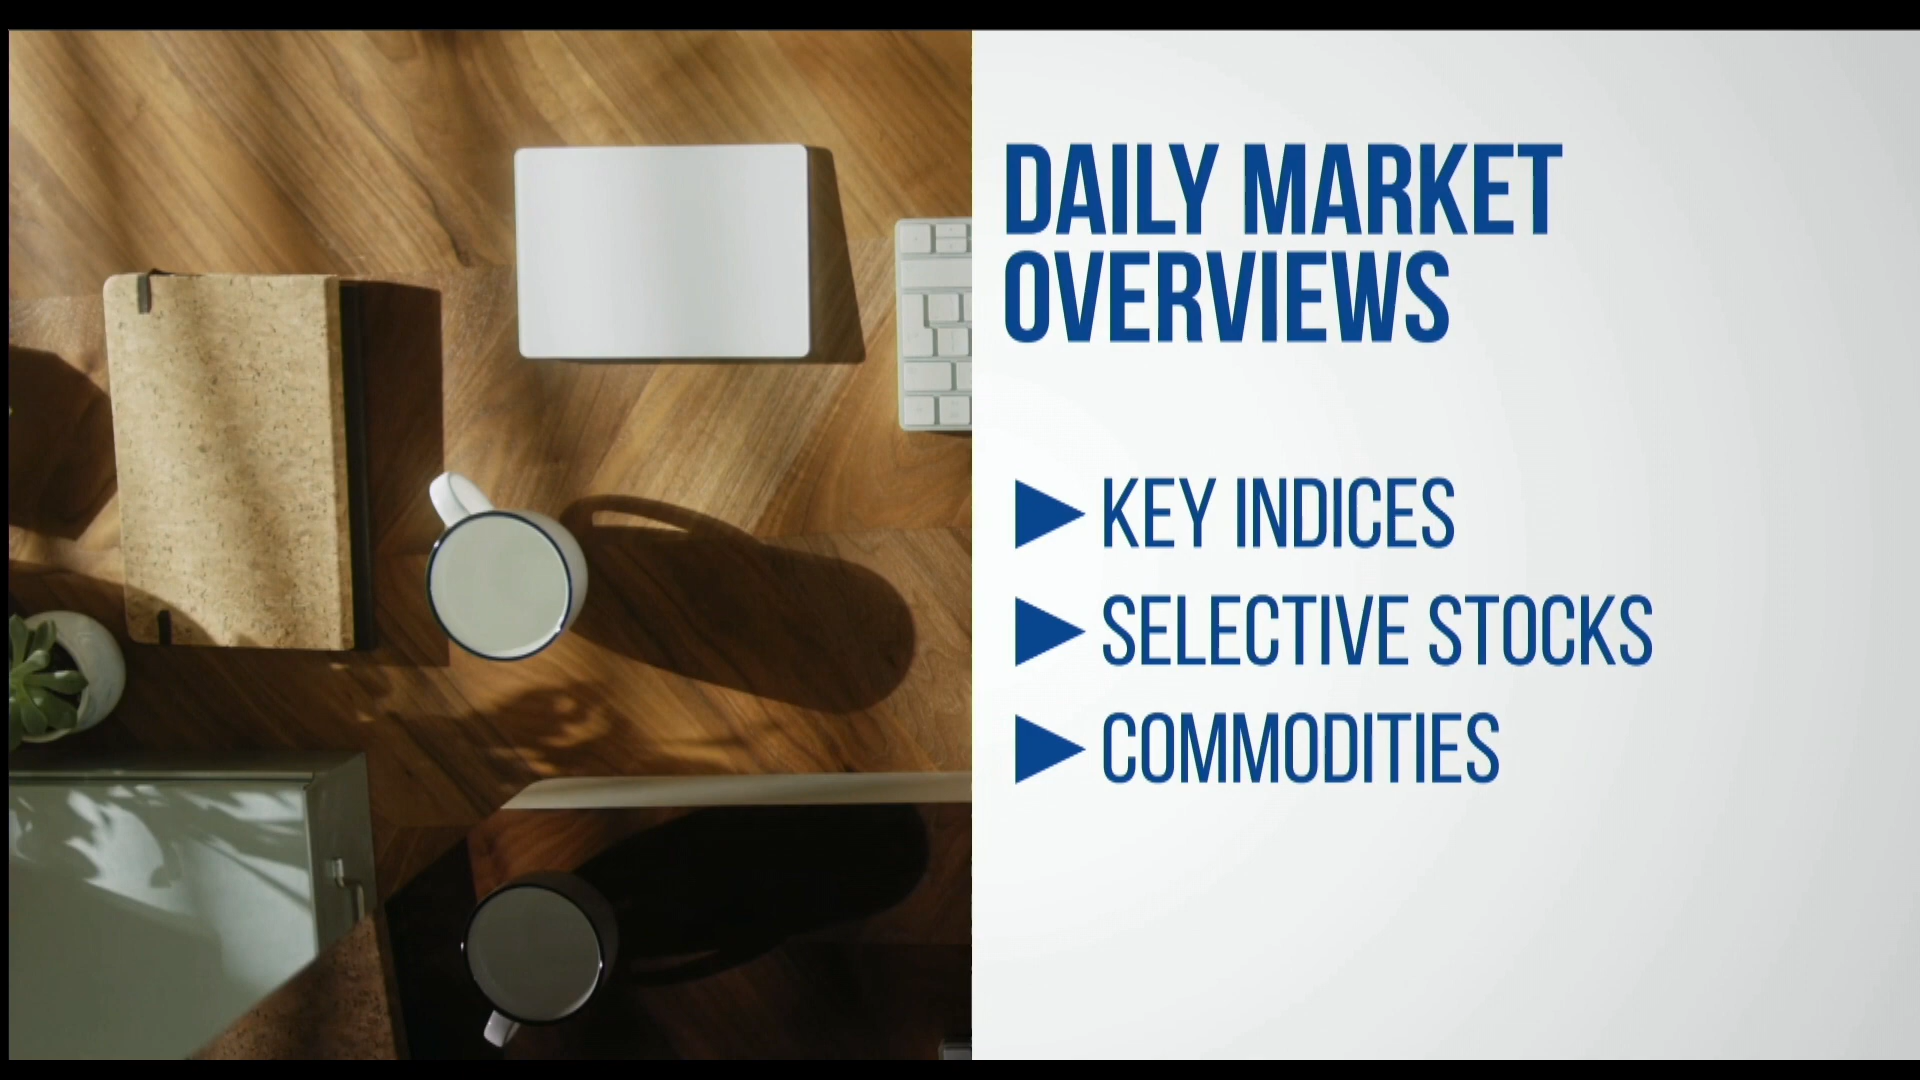 DAILY MARKET
OVERVIEWS
KEY INDICES
SELECTIVE STOCKS
COMMODITIES